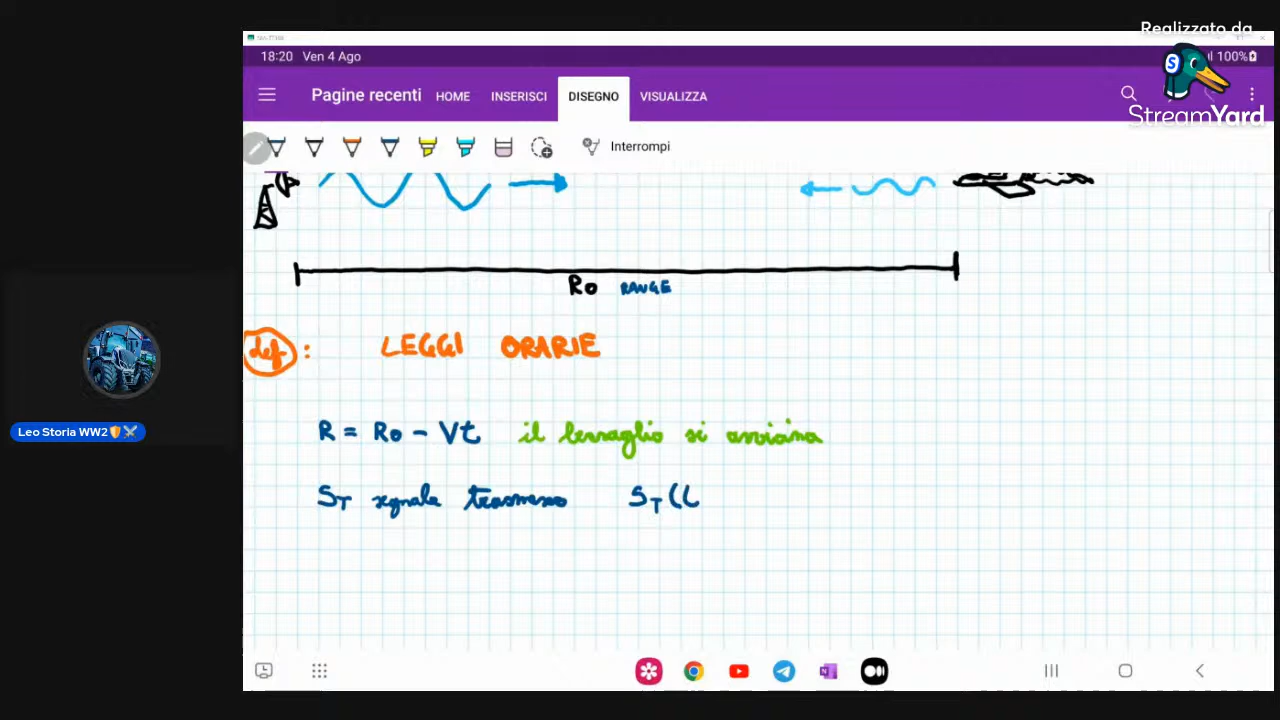 Realizzato da
StreamYard
18:20 Ven 4 Ago
100%
Pagine recenti HOME INSERISCI DISEGNO VISUALIZZA
Interrompi
Ro RANGE
def: LEGGI ORARIE
R = Ro - Vt il bersaglio si avvicina
ST segnale trasmesso ST (
Leo Storia WW2